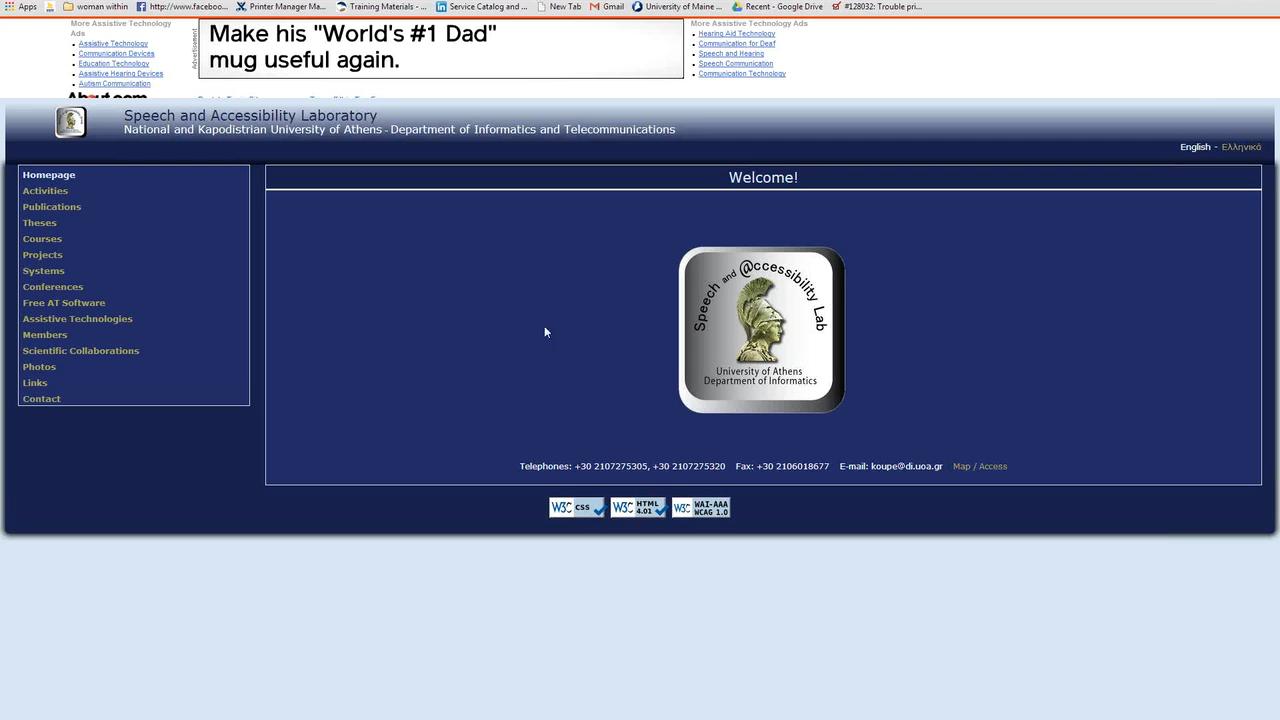 Apps
woman within
http://www.faceboo...
Printer Manager Ma...
Training Materials - ...
Service Catalog and ...
New Tab
Gmail
University of Maine ...
Recent - Google Drive
#128032: Trouble pri...
More Assistive Technology
Ads
Assistive Technology
Communication Devices
Education Technology
Assistive Hearing Devices
Autism Communication
Advertisement
Make his "World's #1 Dad"
mug useful again.
More Assistive Technology Ads
Hearing Aid Technology
Communication for Deaf
Speech and Hearing
Speech Communication
Communication Technology
About.com
Speech and Accessibility Laboratory
National and Kapodistrian University of Athens - Department of Informatics and Telecommunications
English - Ελληνικά
Homepage
Activities
Publications
Theses
Courses
Projects
Systems
Conferences
Free AT Software
Assistive Technologies
Members
Scientific Collaborations
Photos
Links
Contact
Welcome!
Speech and @ccessibility Lab
University of Athens
Department of Informatics
Telephones: +30 2107275305, +30 2107275320 Fax: +30 2106018677 E-mail: koupe@di.uoa.gr Map / Access
W3C css
W3C HTML 4.01
W3C WAI-AAA WCAG 1.0